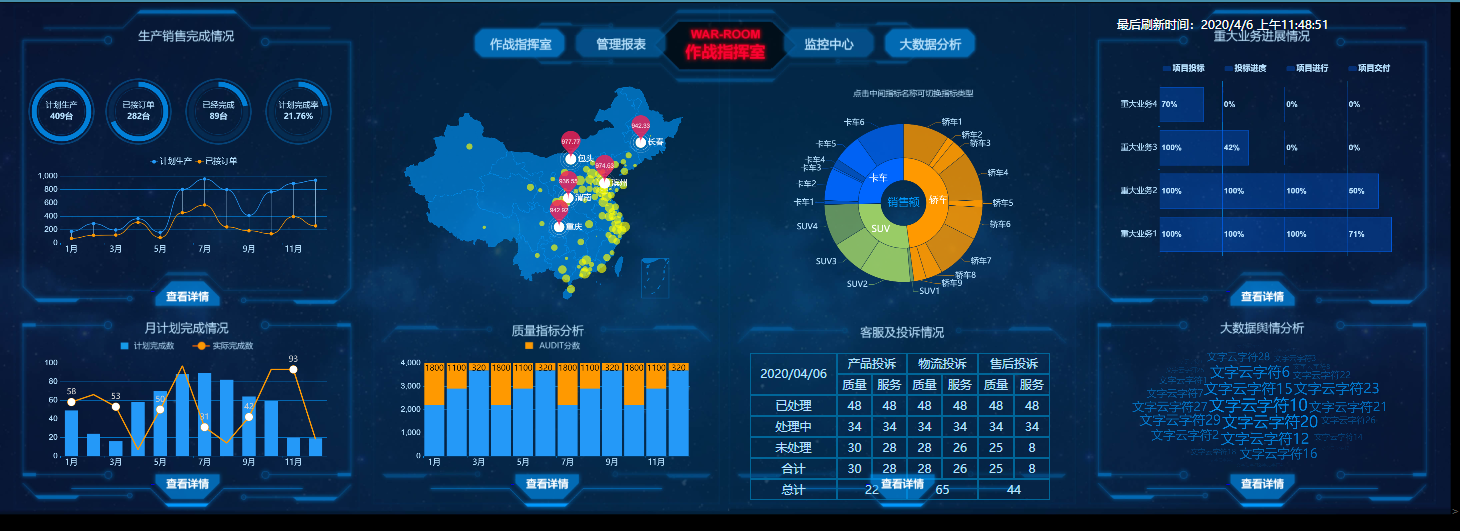 最后刷新时间：2020/4/6 上午11:48:51
作战指挥室
管理报表
WAR-ROOM
作战指挥室
监控中心
大数据分析
生产销售完成情况
计划生产
409台
已接订单
282台
已经完成
89台
计划完成率
21.76%
计划生产 已接订单
1,000
800
600
400
200
0
1月 3月 5月 7月 9月 11月
查看详情
942.33
长春
977.77
包头
974.68
滨州
936.55
渭南
942.92
重庆
点击中间指标名称可切换指标类型
销售额
轿车
卡车
SUV
轿车1
轿车2
轿车3
轿车4
轿车5
轿车6
轿车7
轿车8
轿车9
SUV1
SUV2
SUV3
SUV4
卡车1
卡车2
卡车3
卡车4
卡车5
卡车6
重大业务进展情况
项目投标 投标进度 项目进行 项目交付
重大业务4 70% 0% 0% 0%
重大业务3 100% 42% 0% 0%
重大业务2 100% 100% 100% 50%
重大业务1 100% 100% 100% 71%
查看详情
月计划完成情况
计划完成数 实际完成数
100
80
60
40
20
0
58
53
50
31
42
93
1月 3月 5月 7月 9月 11月
查看详情
质量指标分析
AUDIT分数
4,000
3,000
2,000
1,000
0
1800 1100 320 1800 1100 320 1800 1100 320 1800 1100 320
1月 3月 5月 7月 9月 11月
查看详情
客服及投诉情况
2020/04/06 产品投诉 物流投诉 售后投诉
质量 服务 质量 服务 质量 服务
已处理 48 48 48 48 48 48
处理中 34 34 34 34 34 34
未处理 30 28 28 26 25 8
合计 30 28 28 26 25 8
总计 22 65 44
查看详情
大数据舆情分析
文字云字符28
文字云字符6
文字云字符22
文字云字符7
文字云字符15
文字云字符23
文字云字符27
文字云字符10
文字云字符21
文字云字符29
文字云字符20
文字云字符26
文字云字符2
文字云字符12
文字云字符14
文字云字符16
查看详情